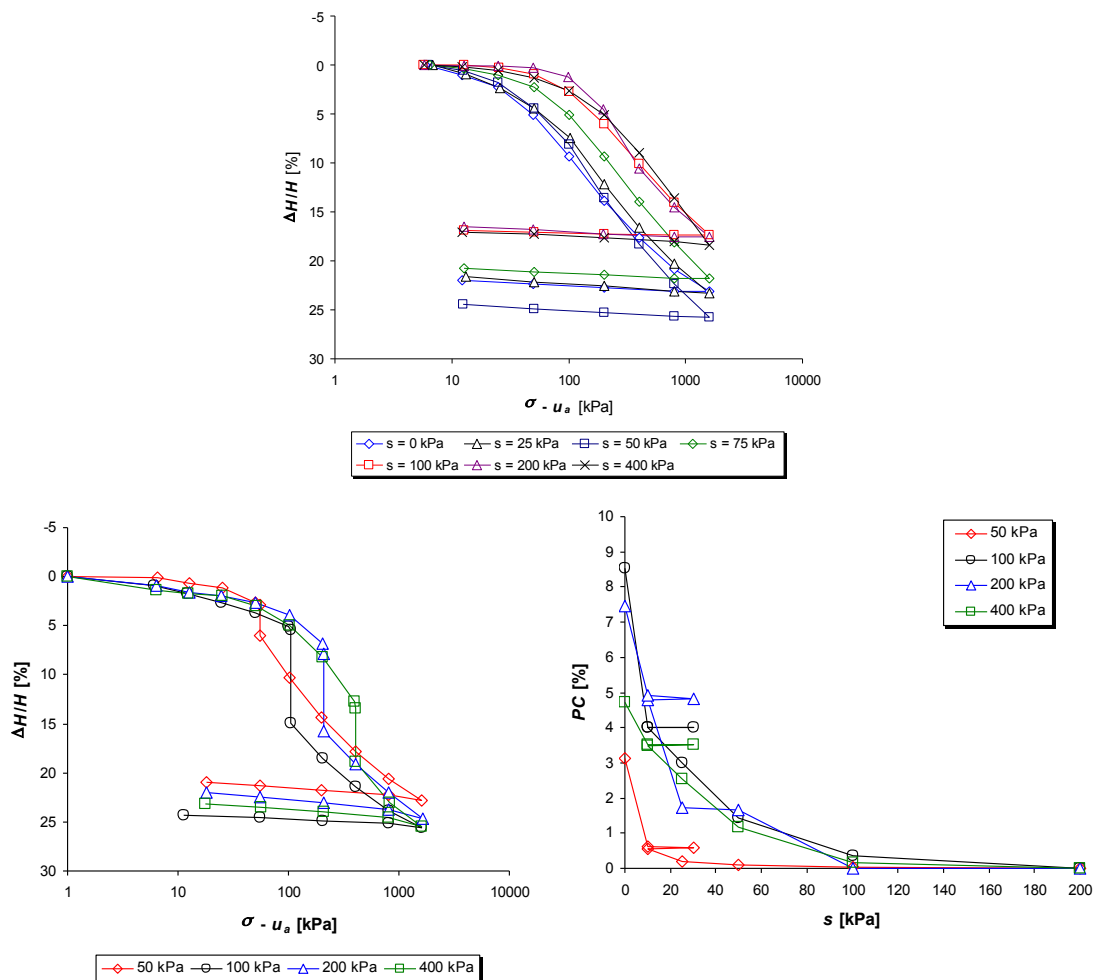 -5
0
5
10
15
20
25
30
ΔH/H [%]
1 10 100 1000 10000
σ - uₐ [kPa]
s = 0 kPa s = 25 kPa s = 50 kPa s = 75 kPa
s = 100 kPa s = 200 kPa s = 400 kPa
-5
0
5
10
15
20
25
30
ΔH/H [%]
1 10 100 1000 10000
σ - uₐ [kPa]
50 kPa 100 kPa 200 kPa 400 kPa
10
9
8
7
6
5
4
3
2
1
0
PC [%]
0 20 40 60 80 100 120 140 160 180 200
s [kPa]
50 kPa
100 kPa
200 kPa
400 kPa